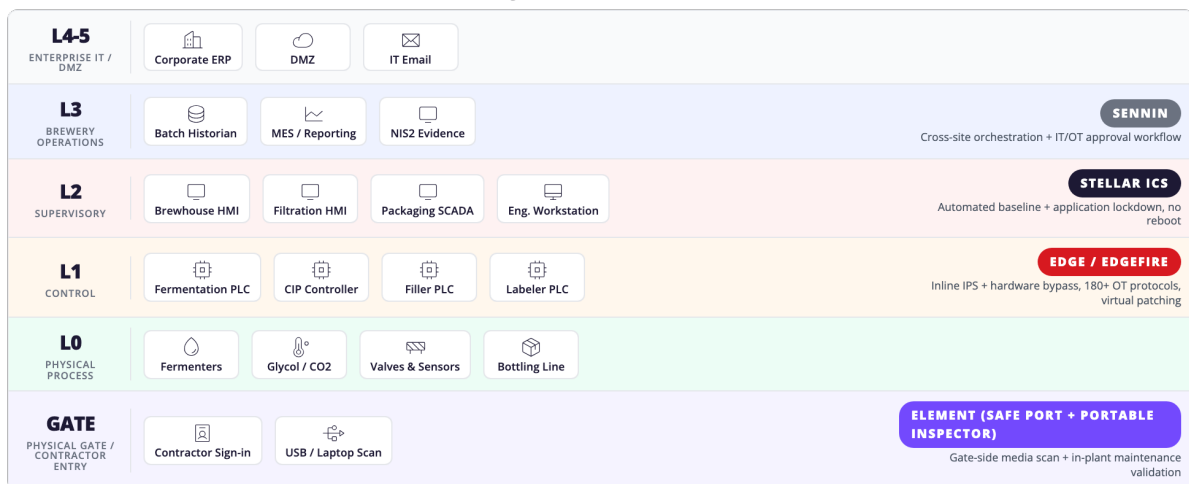 L4-5
ENTERPRISE IT /
DMZ
Corporate ERP
DMZ
IT Email
L3
BREWERY
OPERATIONS
Batch Historian
MES / Reporting
NIS2 Evidence
SENNIN
Cross-site orchestration + IT/OT approval workflow
L2
SUPERVISORY
Brewhouse HMI
Filtration HMI
Packaging SCADA
Eng. Workstation
STELLAR ICS
Automated baseline + application lockdown, no
reboot
L1
CONTROL
Fermentation PLC
CIP Controller
Filler PLC
Labeler PLC
EDGE / EDGEFIRE
Inline IPS + hardware bypass, 180+ OT protocols,
virtual patching
L0
PHYSICAL
PROCESS
Fermenters
Glycol / CO2
Valves & Sensors
Bottling Line
GATE
PHYSICAL GATE /
CONTRACTOR
ENTRY
Contractor Sign-in
USB / Laptop Scan
ELEMENT (SAFE PORT + PORTABLE
INSPECTOR)
Gate-side media scan + in-plant maintenance
validation